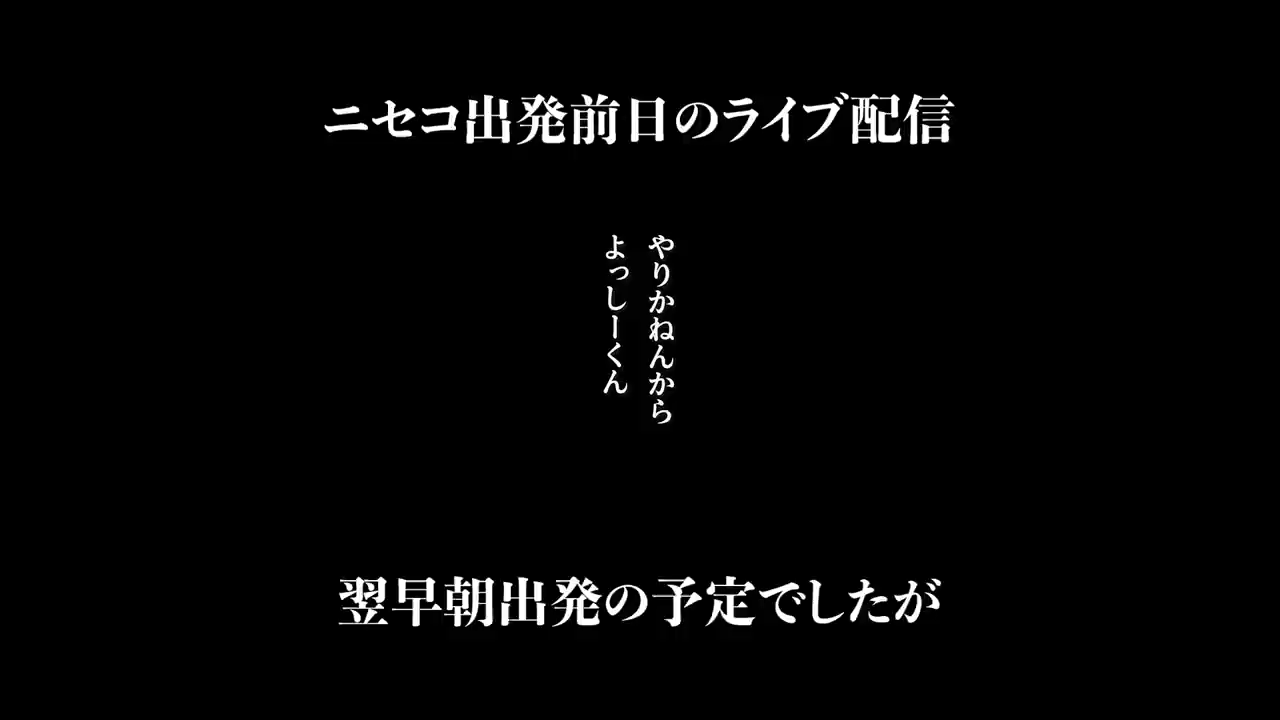 ニセコ出発前日のライブ配信
やりかねんから
よっしーくん
翌早朝出発の予定でしたが